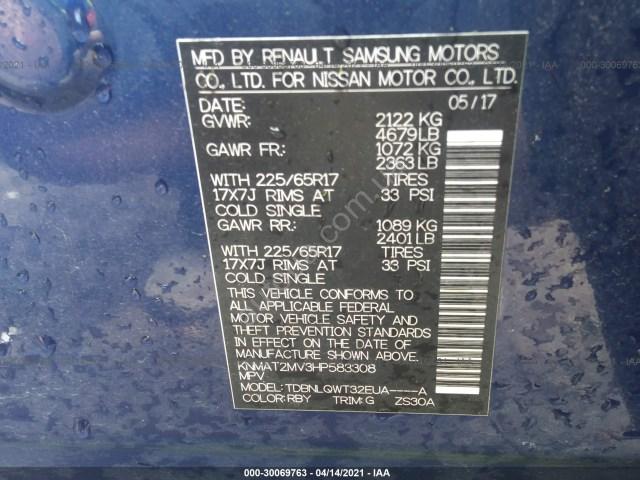 MFD BY RENAULT SAMSUNG MOTORS
CO., LTD. FOR NISSAN MOTOR CO., LTD.
DATE: 05/17
GVWR: 2122 KG
4679LB
GAWR FR: 1072 KG
2363 LB
WITH 225/65R17 TIRES
17X7J RIMS AT 33 PSI
COLD SINGLE
GAWR RR: 1089 KG
2401 LB
WITH 225/65R17 TIRES
17X7J RIMS AT 33 PSI
COLD SINGLE
THIS VEHICLE CONFORMS TO
ALL APPLICABLE FEDERAL
MOTOR VEHICLE SAFETY AND
THEFT PREVENTION STANDARDS
IN EFFECT ON THE DATE OF
MANUFACTURE SHOWN ABOVE.
KNMAT2MV3HP583308
MPV
MODEL: TDBNLQWT32EUA----A
COLOR: RBY TRIM: G ZS30A
000-30069763 - 04/14/2021 - IAA